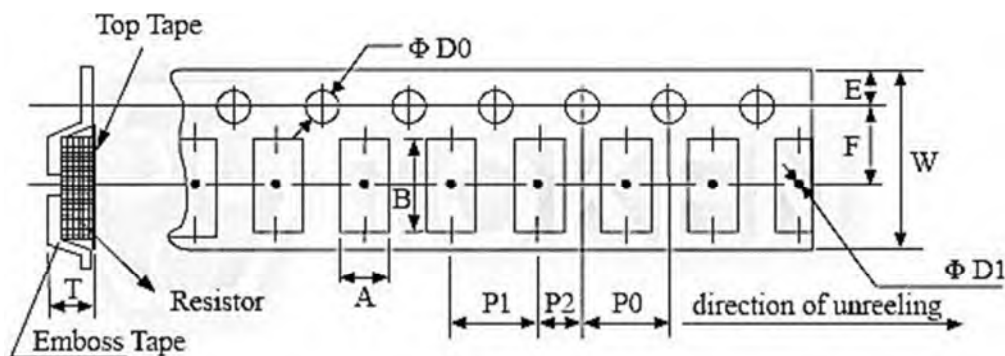 Top Tape
Φ D0
E
F
W
B
Φ D1
T
Resistor
A
P1
P2
P0
direction of unreeling
Emboss Tape